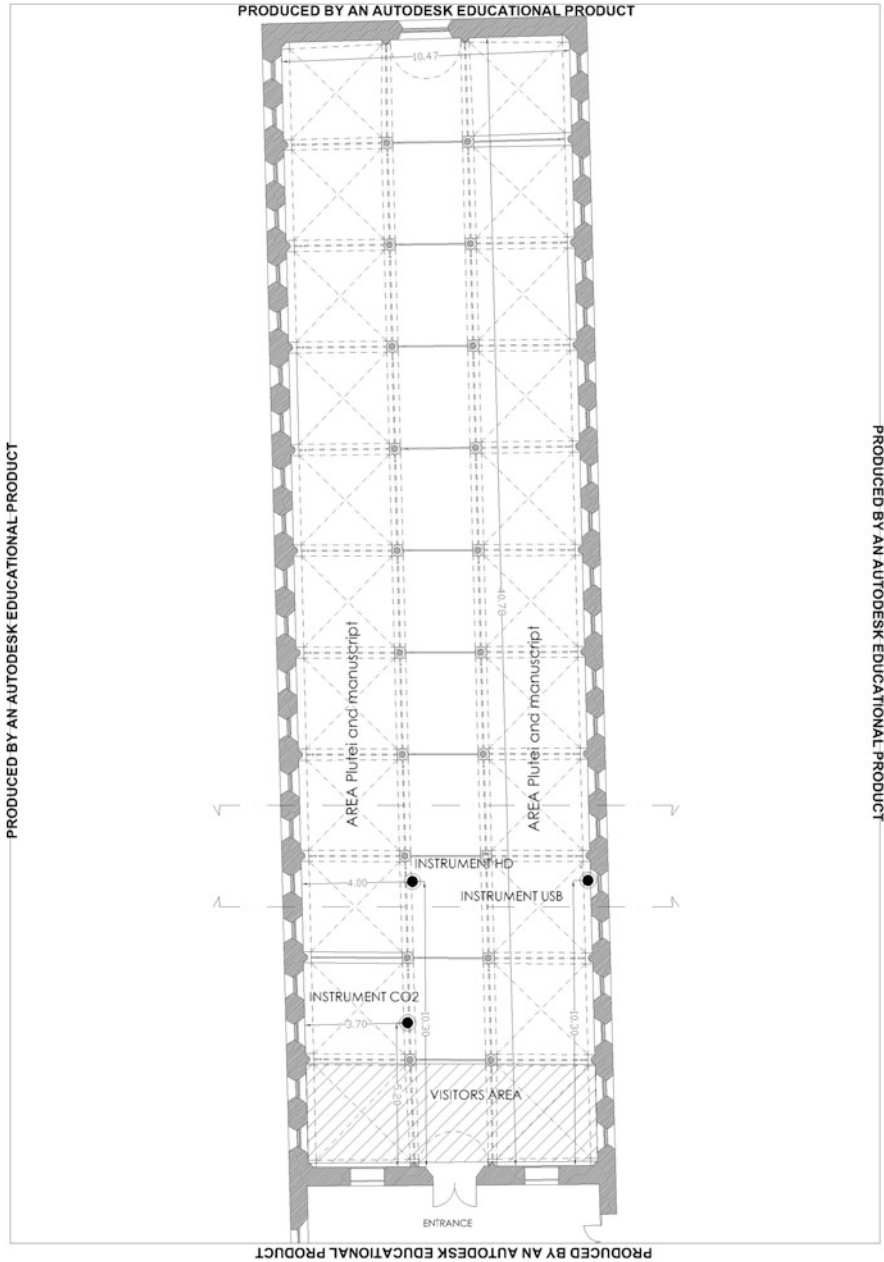 PRODUCED BY AN AUTODESK EDUCATIONAL PRODUCT
10.47
PRODUCED BY AN AUTODESK EDUCATIONAL PRODUCT
PRODUCED BY AN AUTODESK EDUCATIONAL PRODUCT
40.78
AREA Plutei and manuscript
AREA Plutei and manuscript
INSTRUMENT HD
4.00
INSTRUMENT USB
INSTRUMENT CO2
3.70
10.30
10.30
5.20
VISITORS AREA
ENTRANCE
PRODUCED BY AN AUTODESK EDUCATIONAL PRODUCT